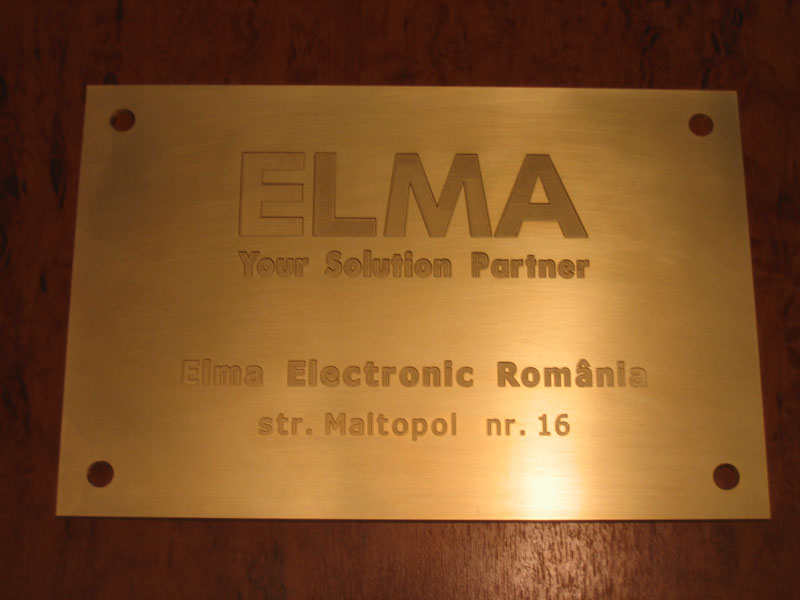 ELMA
Your Solution Partner
Elma Electronic România
str. Maltopol nr. 16